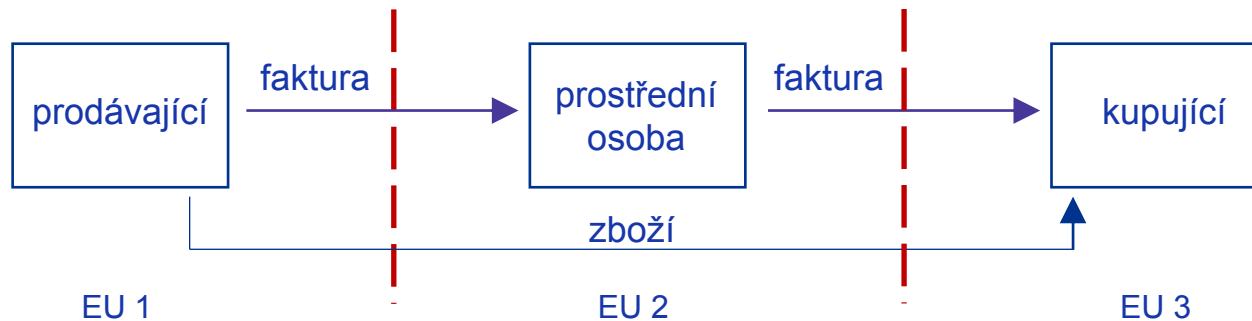 faktura
faktura
prodávající
prostřední
osoba
kupující
zboží
EU 1
EU 2
EU 3